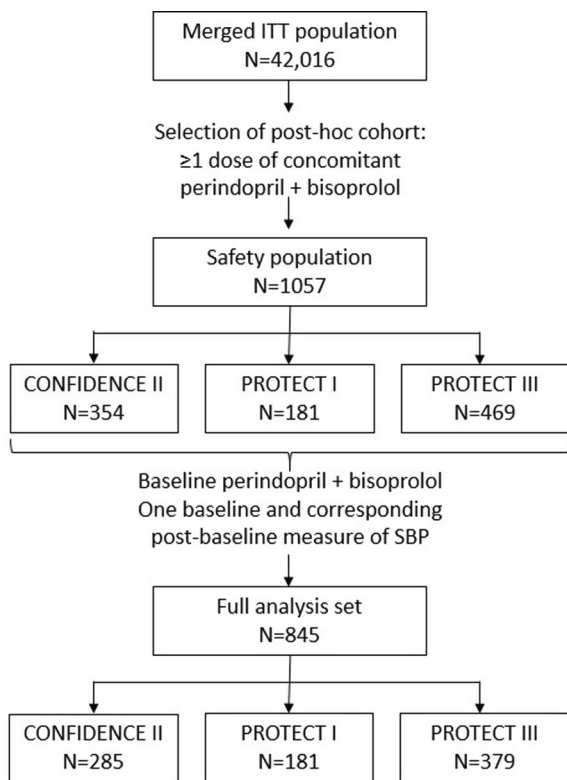 Merged ITT population
N=42,016
Selection of post-hoc cohort:
≥1 dose of concomitant
perindopril + bisoprolol
Safety population
N=1057
CONFIDENCE II
N=354
PROTECT I
N=181
PROTECT III
N=469
Baseline perindopril + bisoprolol
One baseline and corresponding
post-baseline measure of SBP
Full analysis set
N=845
CONFIDENCE II
N=285
PROTECT I
N=181
PROTECT III
N=379